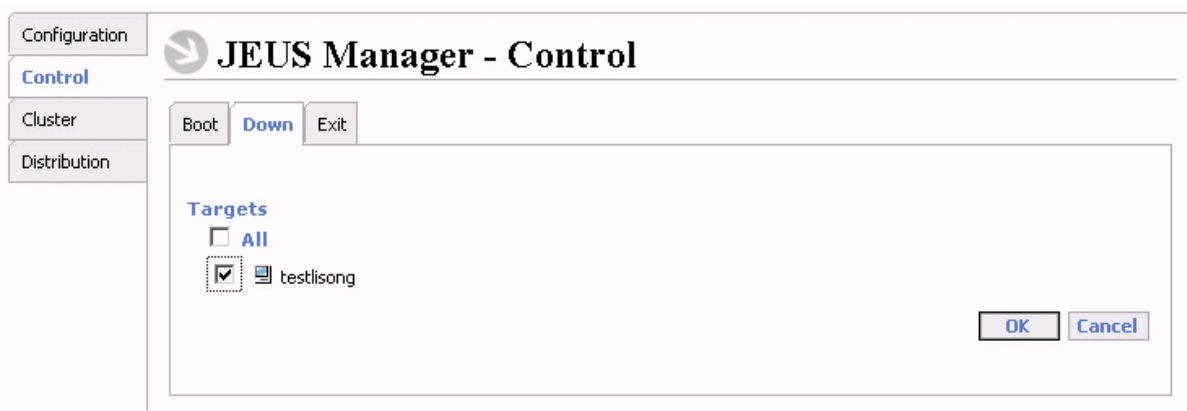 Configuration
Control
Cluster
Distribution
JEUS Manager - Control
Boot Down Exit
Targets
All
testlisong
OK Cancel